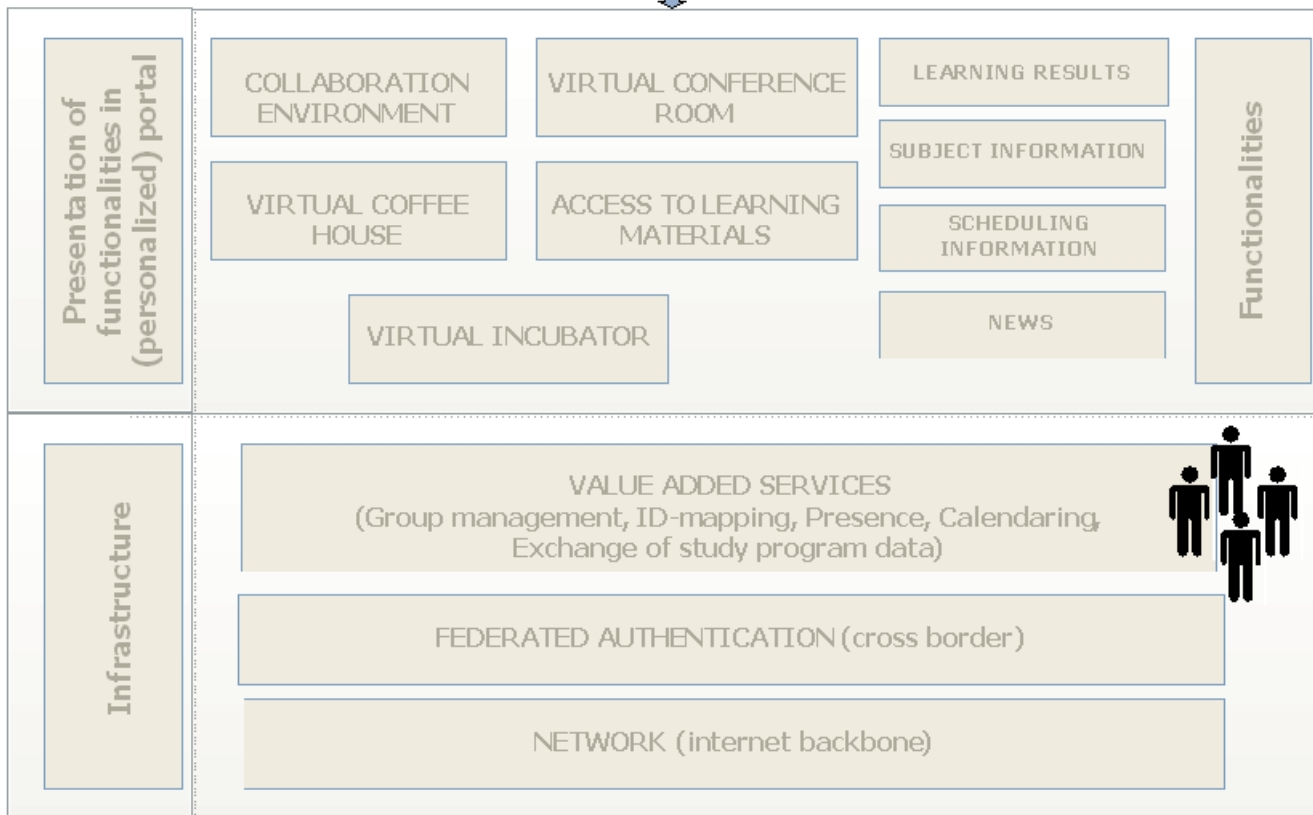 Presentation of
functionalities in
(personalized) portal
COLLABORATION
ENVIRONMENT
VIRTUAL CONFERENCE
ROOM
LEARNING RESULTS
SUBJECT INFORMATION
VIRTUAL COFFEE
HOUSE
ACCESS TO LEARNING
MATERIALS
SCHEDULING
INFORMATION
VIRTUAL INCUBATOR
NEWS
Functionalities
Infrastructure
VALUE ADDED SERVICES
(Group management, ID-mapping, Presence, Calendaring,
Exchange of study program data)
FEDERATED AUTHENTICATION (cross border)
NETWORK (internet backbone)